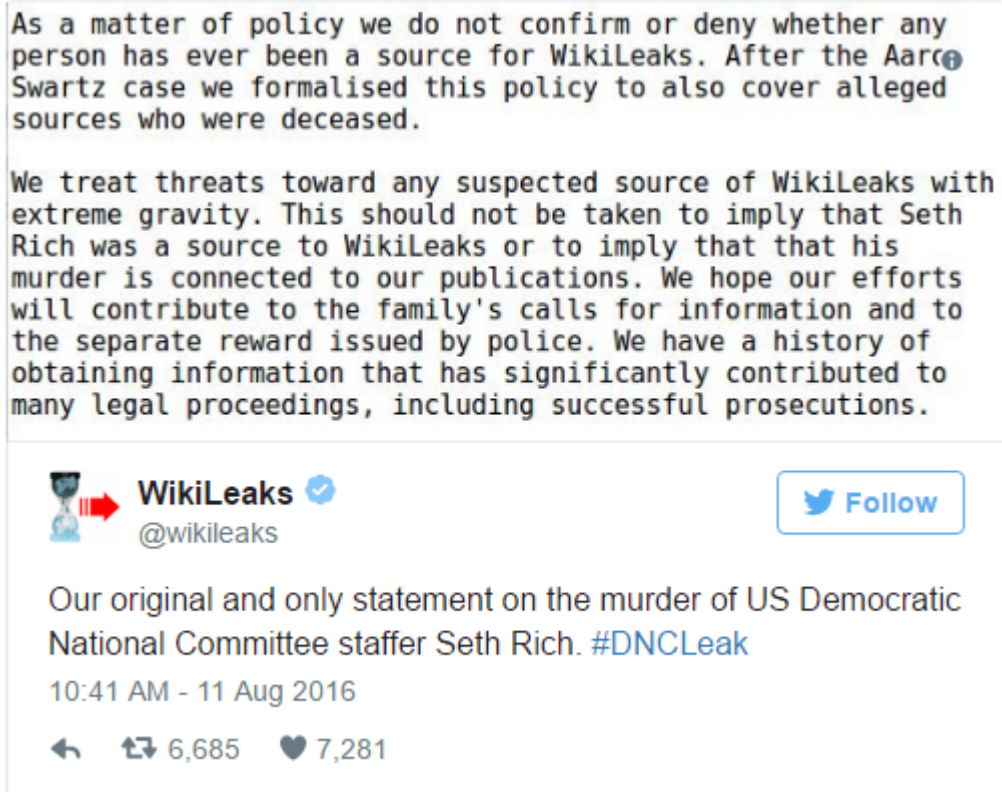 As a matter of policy we do not confirm or deny whether any
person has ever been a source for WikiLeaks. After the
Swartz case we formalised this policy to also cover alleged
sources who were deceased.
We treat threats toward any suspected source of WikiLeaks with
extreme gravity. This should not be taken to imply that Seth
Rich was a source to WikiLeaks or to imply that that his
murder is connected to our publications. We hope our efforts
will contribute to the family's calls for information and to
the separate reward issued by police. We have a history of
obtaining information that has significantly contributed to
many legal proceedings, including successful prosecutions.
WikiLeaks
Follow
@wikileaks
Our original and only statement on the murder of US Democratic
National Committee staffer Seth Rich. #DNCLeak
10:41 AM - 11 Aug 2016
6,685 7,281